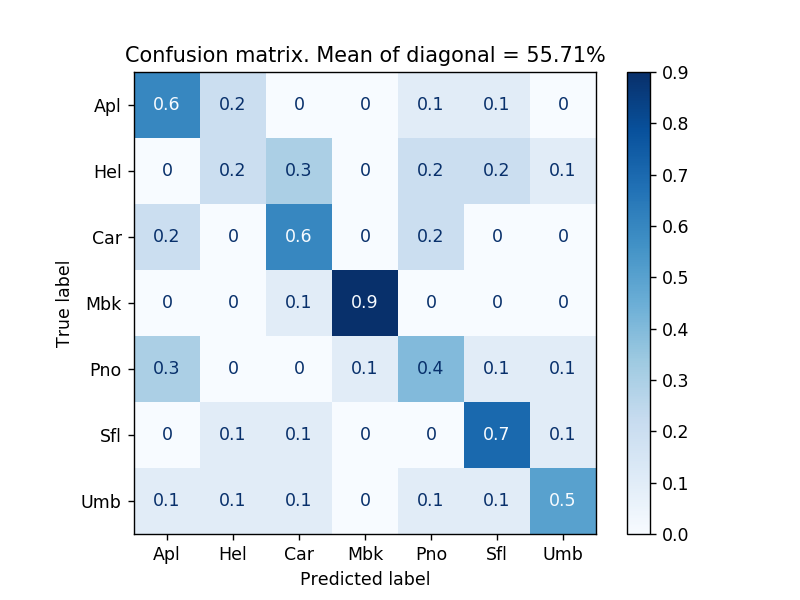 Confusion matrix. Mean of diagonal = 55.71%
Apl 0.6 0.2 0 0 0.1 0.1 0
Hel 0 0.2 0.3 0 0.2 0.2 0.1
Car 0.2 0 0.6 0 0.2 0 0
Mbk 0 0 0.1 0.9 0 0 0
Pno 0.3 0 0 0.1 0.4 0.1 0.1
Sfl 0 0.1 0.1 0 0 0.7 0.1
Umb 0.1 0.1 0.1 0 0.1 0.1 0.5
Apl Hel Car Mbk Pno Sfl Umb
Predicted label
True label
0.9
0.8
0.7
0.6
0.5
0.4
0.3
0.2
0.1
0.0